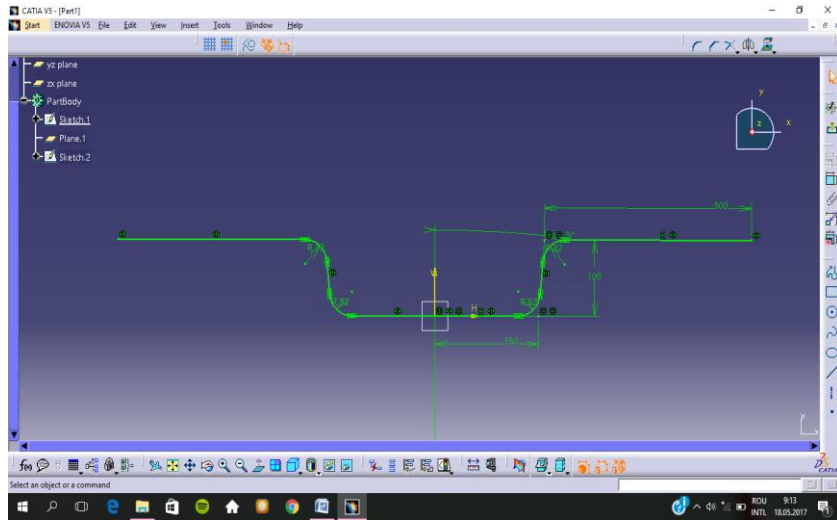 CATIA V5 - [Part1]
Start ENOVIA V5 File Edit View Insert Tools Window Help
yz plane
zx plane
PartBody
Sketch.1
Plane.1
Sketch.2
y
z
x
300
100
V
H
150
y
x
CATIA
Select an object or a command
ROU
INTL
9:13
18.05.2017